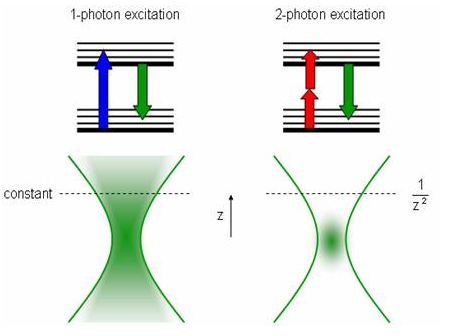 1-photon excitation
2-photon excitation
constant
z
1
z²